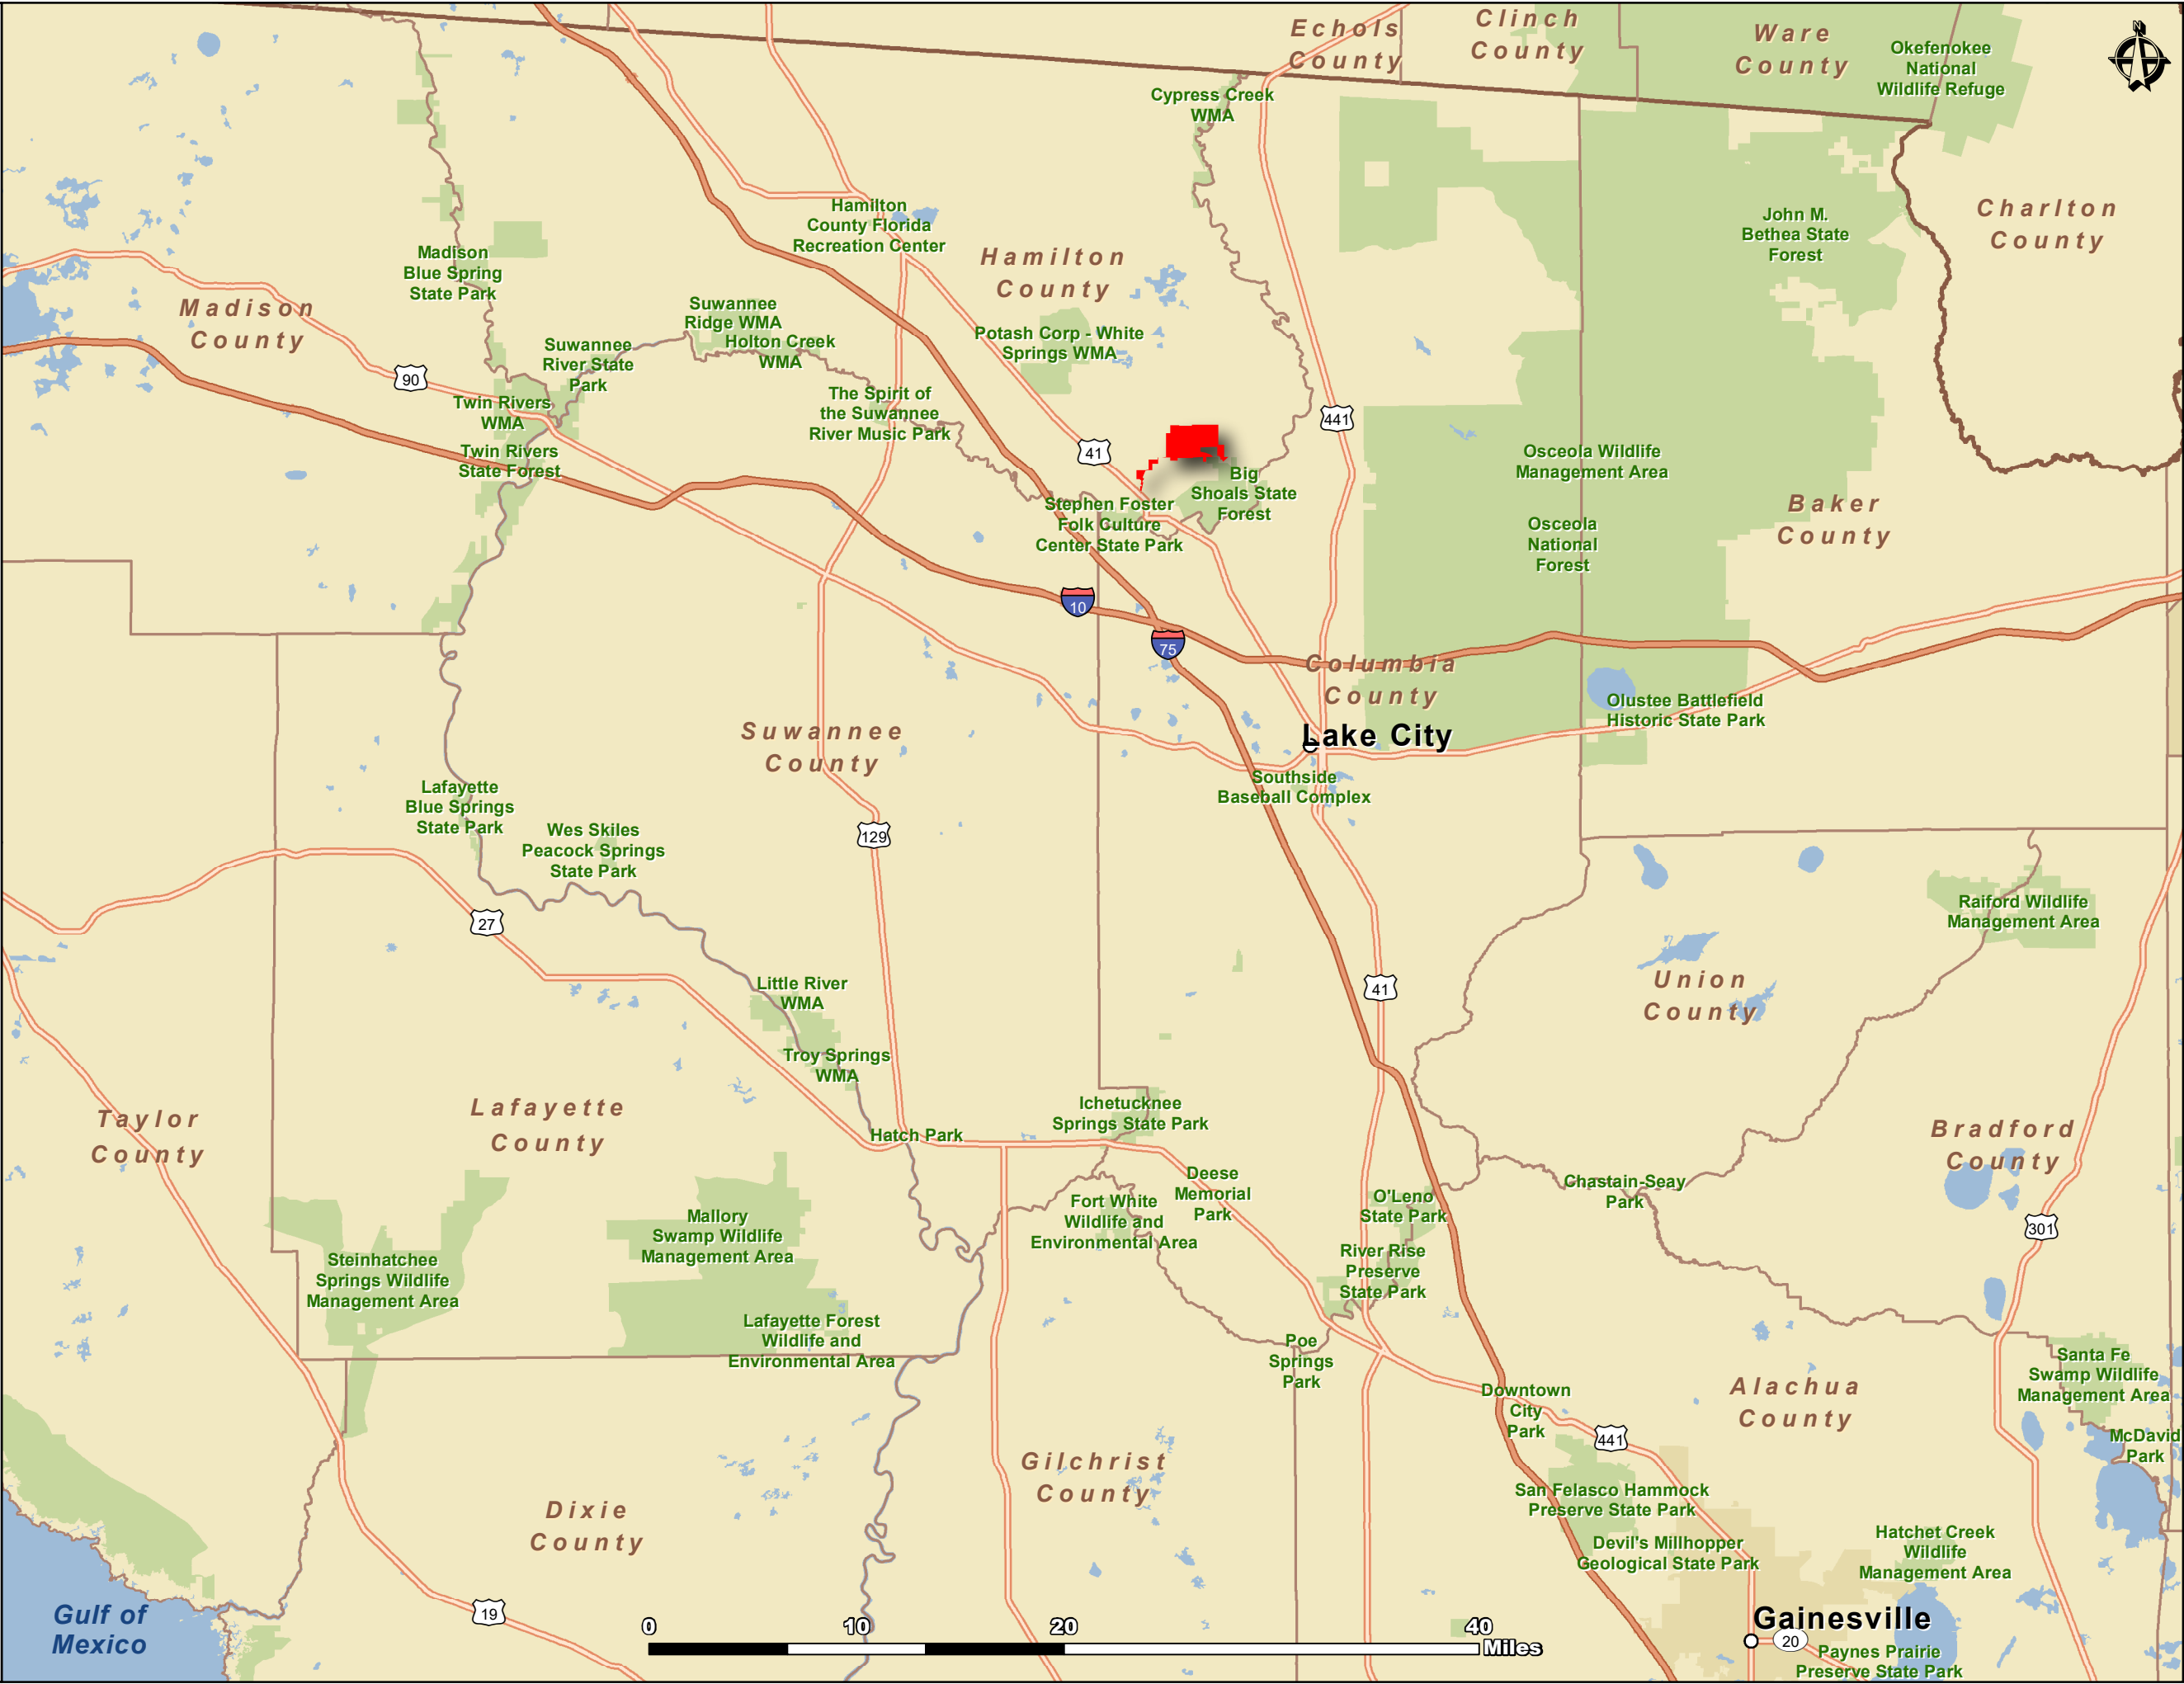 Echols
County
Clinch
County
Ware
County
Okefenokee
National
Wildlife Refuge
N
Cypress Creek
WMA
Charlton
County
John M.
Bethea State
Forest
Hamilton
County Florida
Recreation Center
Hamilton
County
Madison
Blue Spring
State Park
Madison
County
Suwannee
Ridge WMA
Holton Creek
WMA
Potash Corp - White
Springs WMA
Suwannee
River State
Park
90
Twin Rivers
WMA
The Spirit of
the Suwannee
River Music Park
441
41
Twin Rivers
State Forest
Osceola Wildlife
Management Area
Big
Shoals State
Forest
Stephen Foster
Folk Culture
Center State Park
Baker
County
Osceola
National
Forest
10
75
Columbia
County
Olustee Battlefield
Historic State Park
Suwannee
County
Lake City
Southside
Baseball Complex
Lafayette
Blue Springs
State Park
Wes Skiles
Peacock Springs
State Park
129
27
Raiford Wildlife
Management Area
Little River
WMA
41
Union
County
Troy Springs
WMA
Taylor
County
Lafayette
County
Ichetucknee
Springs State Park
Hatch Park
Bradford
County
Deese
Memorial
Park
Chastain-Seay
Park
Fort White
Wildlife and
Environmental Area
O'Leno
State Park
301
Mallory
Swamp Wildlife
Management Area
Steinhatchee
Springs Wildlife
Management Area
River Rise
Preserve
State Park
Lafayette Forest
Wildlife and
Environmental Area
Poe
Springs
Park
Santa Fe
Swamp Wildlife
Management Area
Downtown
City
Park
Alachua
County
441
McDavid
Park
Gilchrist
County
San Felasco Hammock
Preserve State Park
Dixie
County
Devil's Millhopper
Geological State Park
Hatchet Creek
Wildlife
Management Area
Gulf of
Mexico
19
0 10 20 40
Miles
Gainesville
20
Paynes Prairie
Preserve State Park